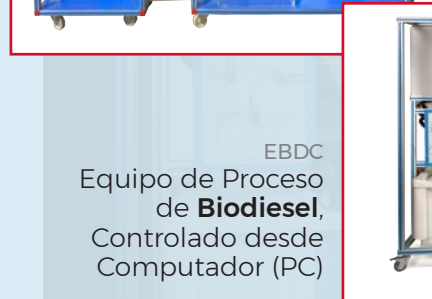 EBDC
Equipo de Proceso
de Biodiesel,
Controlado desde
Computador (PC)